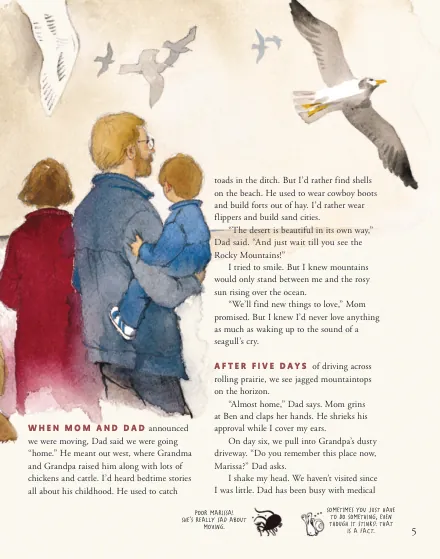 WHEN MOM AND DAD announced
we were moving, Dad said we were going
"home." He meant out west, where Grandma
and Grandpa raised him along with lots of
chickens and cattle. I'd heard bedtime stories
all about his childhood. He used to catch
toads in the ditch. But I'd rather find shells
on the beach. He used to wear cowboy boots
and build forts out of hay. I'd rather wear
flippers and build sand cities.
"The desert is beautiful in its own way,"
Dad said. "And just wait till you see the
Rocky Mountains!"
I tried to smile. But I knew mountains
would only stand between me and the rosy
sun rising over the ocean.
"We'll find new things to love," Mom
promised. But I knew I'd never love anything
as much as waking up to the sound of a
seagull's cry.
AFTER FIVE DAYS of driving across
rolling prairie, we see jagged mountaintops
on the horizon.
"Almost home," Dad says. Mom grins
at Ben and claps her hands. He shrieks his
approval while I cover my ears.
On day six, we pull into Grandpa's dusty
driveway. "Do you remember this place now,
Marissa?" Dad asks.
I shake my head. We haven't visited since
I was little. Dad has been busy with medical
POOR MARISSA!
SHE'S REALLY SAD ABOUT
MOVING.
SOMETIMES YOU JUST HAVE
TO DO SOMETHING, EVEN
THOUGH IT STINKS. THAT
IS A FACT.
5